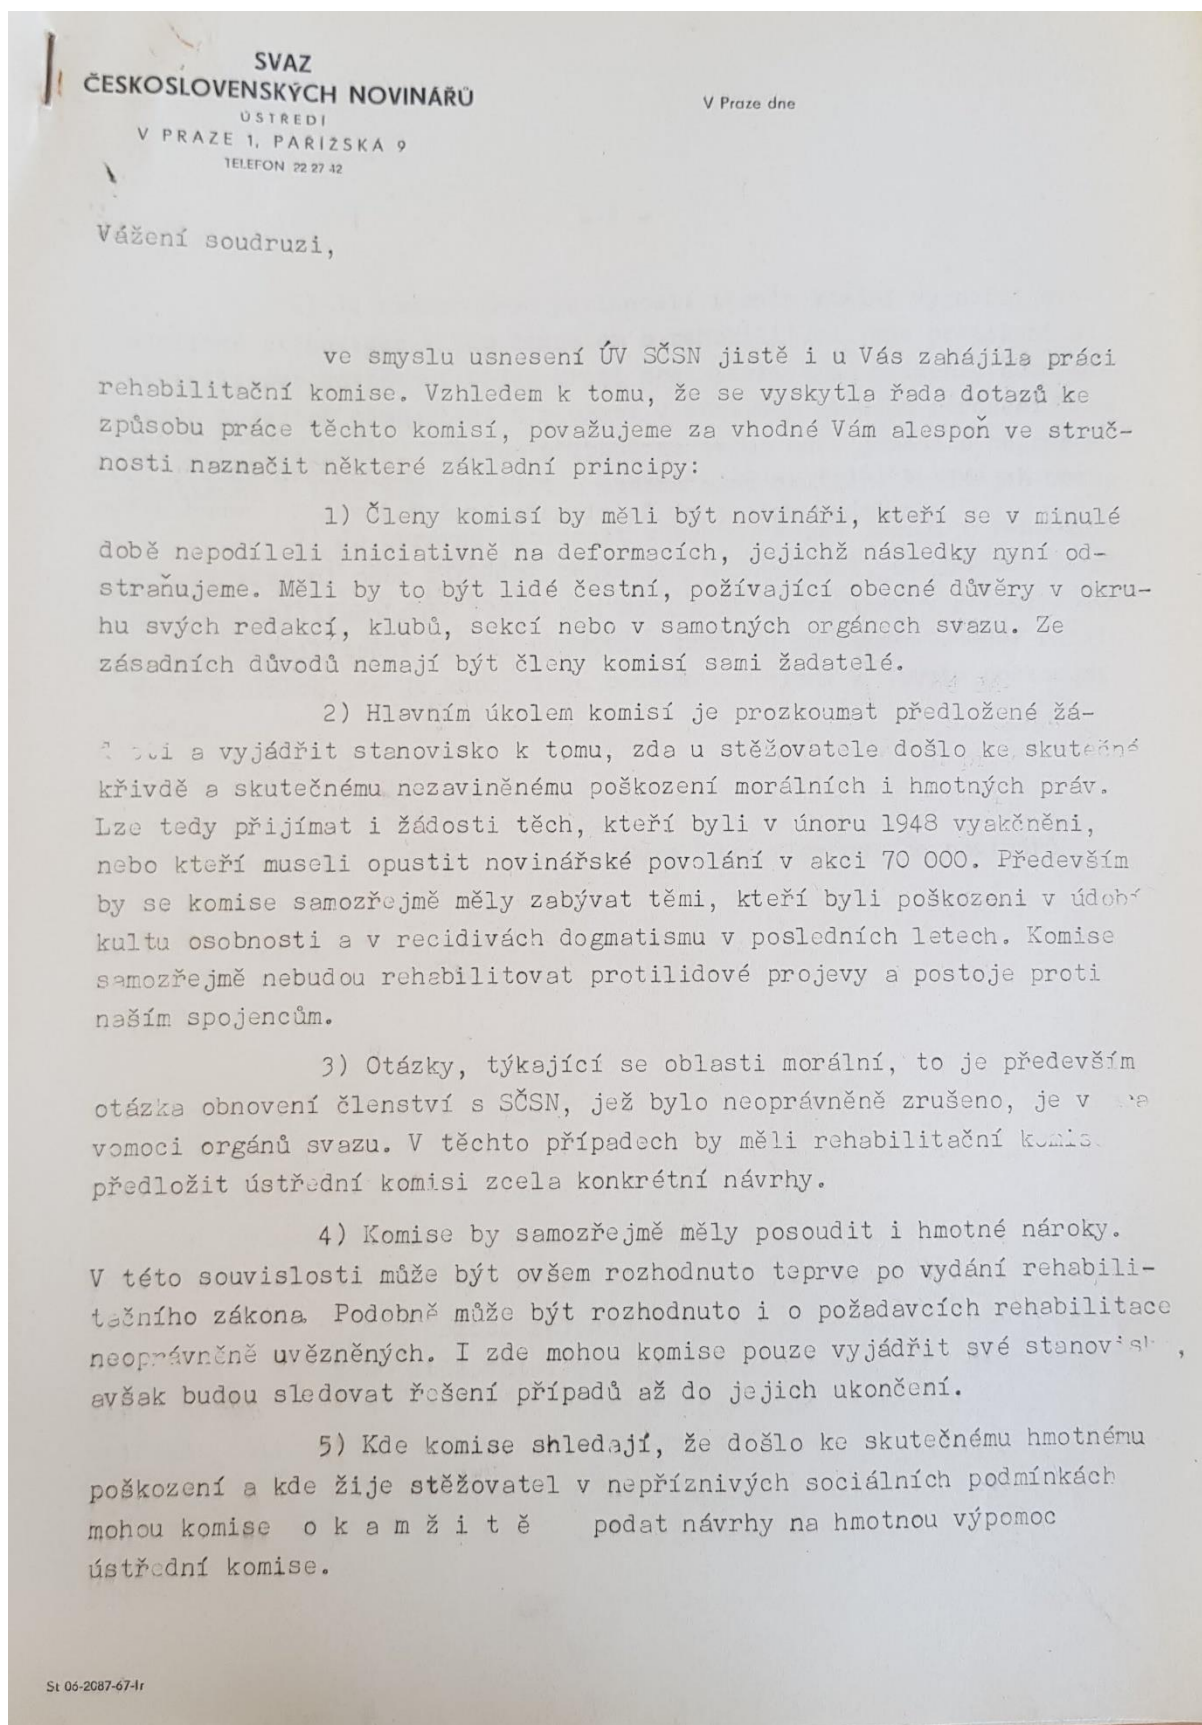 SVAZ
ČESKOSLOVENSKÝCH NOVINÁŘŮ
ÚSTŘEDÍ
V PRAZE 1, PAŘÍŽSKÁ 9
TELEFON 22 27 42
V Praze dne
Vážení soudruzi,
ve smyslu usnesení ÚV SČSN jistě i u Vás zahájila práci
rehabilitační komise. Vzhledem k tomu, že se vyskytla řada dotazů ke
způsobu práce těchto komisí, považujeme za vhodné Vám alespoň ve struč-
nosti naznačit některé základní principy:
1) Členy komisí by měli být novináři, kteří se v minulé
době nepodíleli iniciativně na deformacích, jejichž následky nyní od-
straňujeme. Měli by to být lidé čestní, požívající obecné důvěry v okru-
hu svých redakcí, klubů, sekcí nebo v samotných orgánech svazu. Ze
zásadních důvodů nemají být členy komisí sami žadatelé.
2) Hlavním úkolem komisí je prozkoumat předložené žá-
a vyjádřit stanovisko k tomu, zda u stěžovatele došlo ke skutečné
křivdě a skutečnému nezaviněnému poškození morálních i hmotných práv.
Lze tedy přijímat i žádosti těch, kteří byli v únoru 1948 vyakčněni,
nebo kteří museli opustit novinářské povolání v akci 70 000. Především
by se komise samozřejmě měly zabývat těmi, kteří byli poškozeni v údobí
kultu osobnosti a v recidivách dogmatismu v posledních letech. Komise
samozřejmě nebudou rehabilitovat protilidové projevy a postoje proti
naším spojencům.
3) Otázky, týkající se oblasti morální, to je především
otázka obnovení členství s SČSN, jež bylo neoprávněně zrušeno, je v
vomoci orgánů svazu. V těchto případech by měli rehabilitační
předložit ústřední komisi zcela konkrétní návrhy.
4) Komise by samozřejmě měly posoudit i hmotné nároky.
V této souvislosti může být ovšem rozhodnuto teprve po vydání rehabili-
tačního zákona. Podobně může být rozhodnuto i o požadavcích rehabilitace
neoprávněně uvězněných. I zde mohou komise pouze vyjádřit své
avšak budou sledovat řešení případů až do jejich ukončení.
5) Kde komise shledají, že došlo ke skutečnému hmotnému
poškození a kde žije stěžovatel v nepříznivých sociálních podmínkách
mohou komise o k a m ž i t ě podat návrhy na hmotnou výpomoc
ústřední komise.
St 06-2087-67-Ir